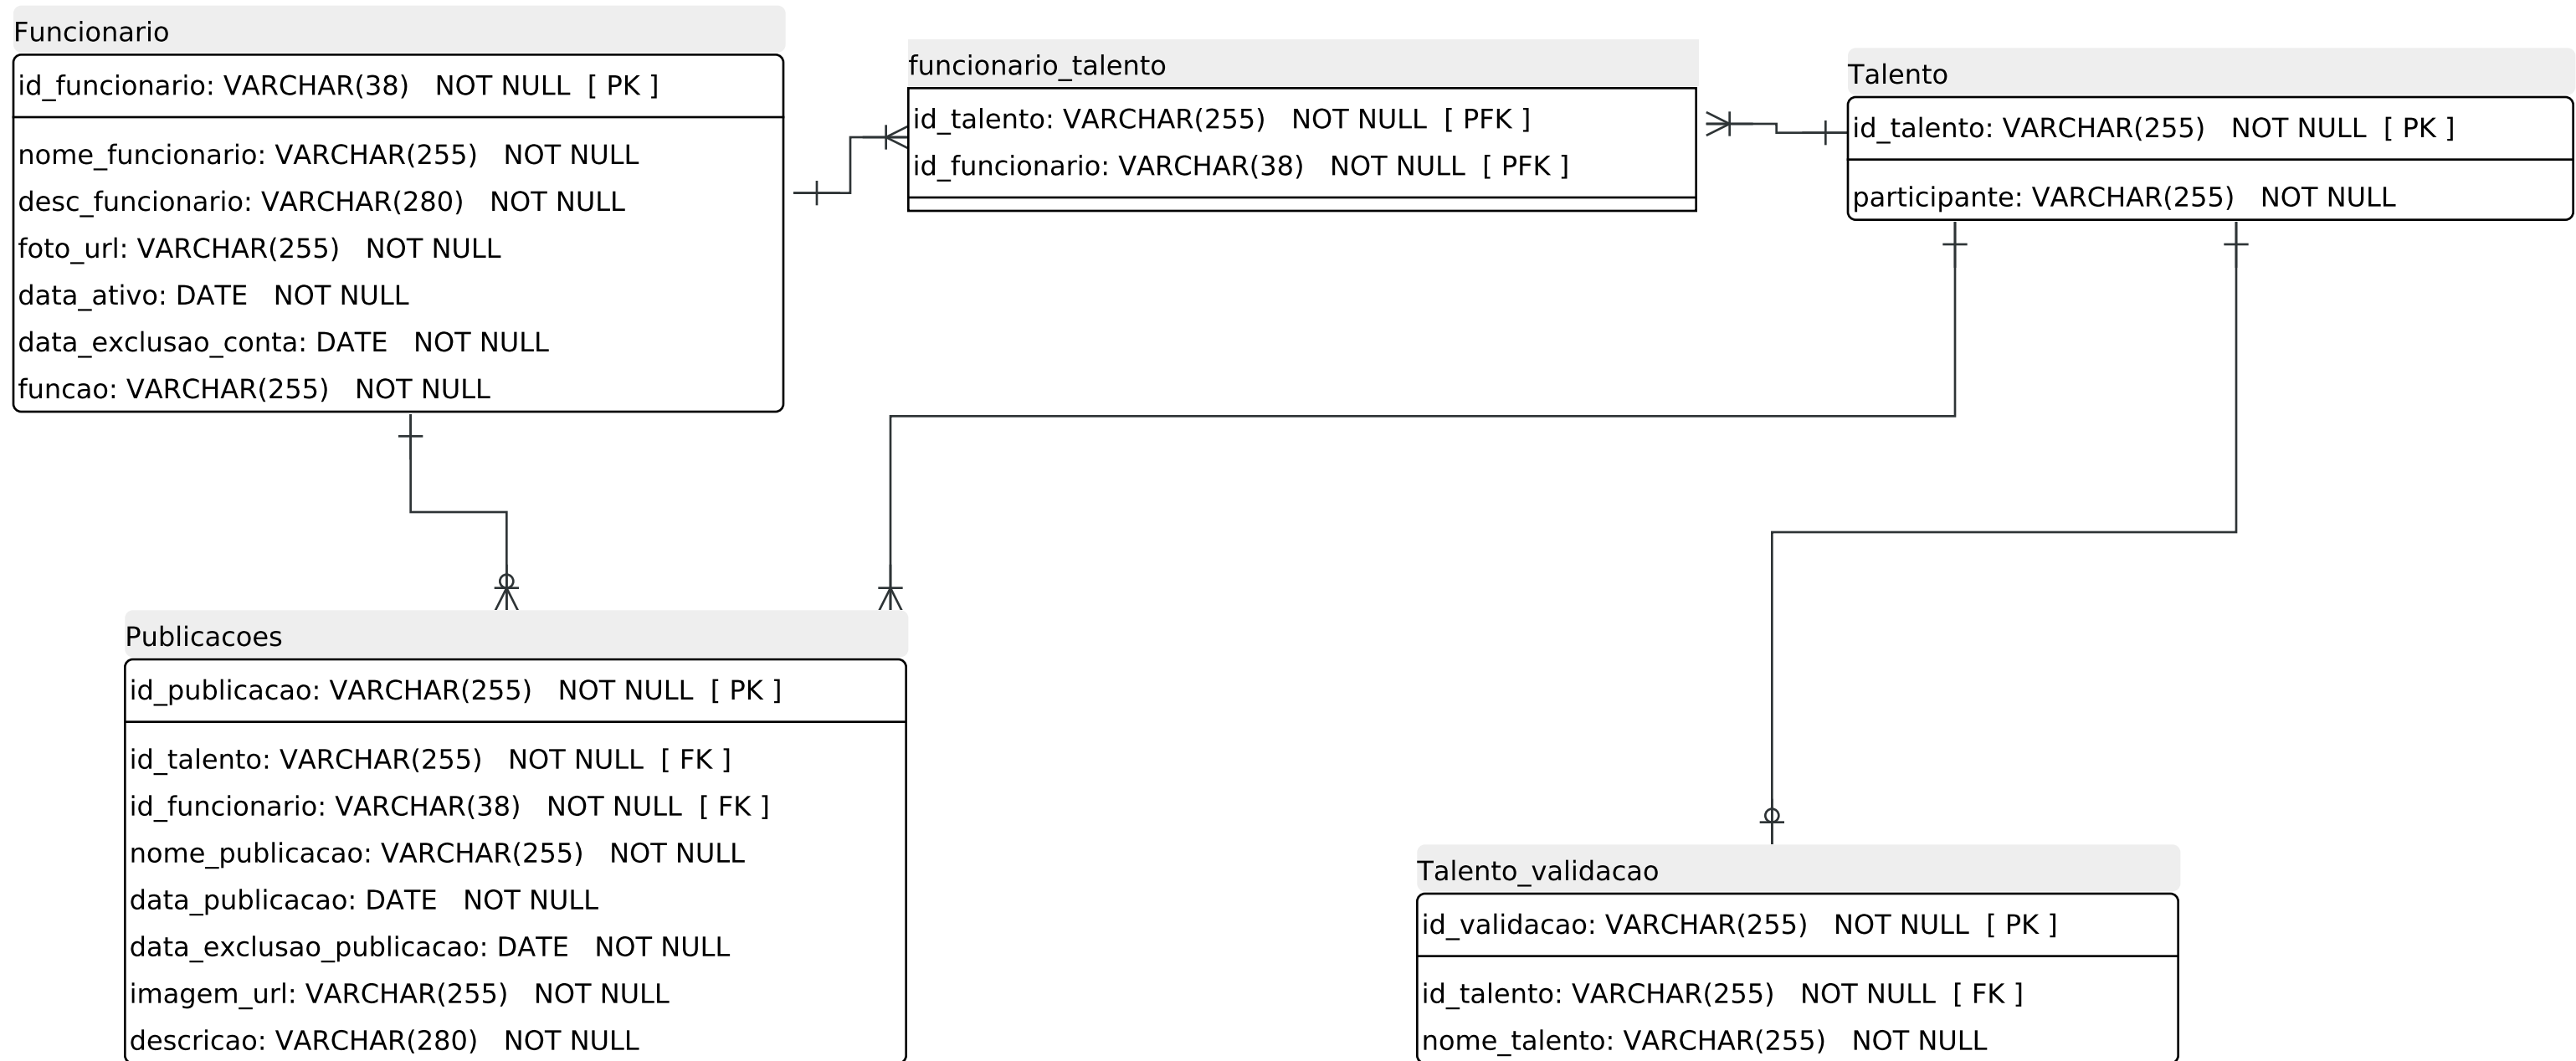 Funcionario
id_funcionario: VARCHAR(38) NOT NULL [ PK ]
nome_funcionario: VARCHAR(255) NOT NULL
desc_funcionario: VARCHAR(280) NOT NULL
foto_url: VARCHAR(255) NOT NULL
data_ativo: DATE NOT NULL
data_exclusao_conta: DATE NOT NULL
funcao: VARCHAR(255) NOT NULL
funcionario_talento
id_talento: VARCHAR(255) NOT NULL [ PFK ]
id_funcionario: VARCHAR(38) NOT NULL [ PFK ]
Talento
id_talento: VARCHAR(255) NOT NULL [ PK ]
participante: VARCHAR(255) NOT NULL
Publicacoes
id_publicacao: VARCHAR(255) NOT NULL [ PK ]
id_talento: VARCHAR(255) NOT NULL [ FK ]
id_funcionario: VARCHAR(38) NOT NULL [ FK ]
nome_publicacao: VARCHAR(255) NOT NULL
data_publicacao: DATE NOT NULL
data_exclusao_publicacao: DATE NOT NULL
imagem_url: VARCHAR(255) NOT NULL
descricao: VARCHAR(280) NOT NULL
Talento_validacao
id_validacao: VARCHAR(255) NOT NULL [ PK ]
id_talento: VARCHAR(255) NOT NULL [ FK ]
nome_talento: VARCHAR(255) NOT NULL